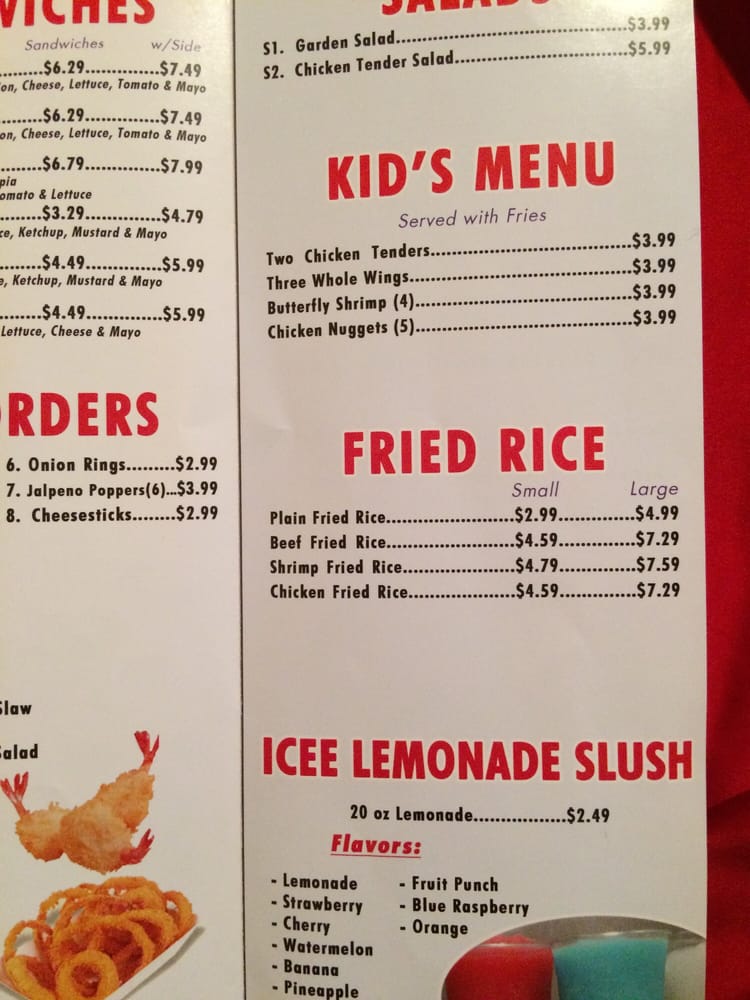 WICHES
Sandwiches w/Side
........$6.29..............$7.49
on, Cheese, Lettuce, Tomato & Mayo
........$6.29..............$7.49
on, Cheese, Lettuce, Tomato & Mayo
........$6.79..............$7.99
pia
omato & Lettuce
........$3.29..............$4.79
ce, Ketchup, Mustard & Mayo
........$4.49..............$5.99
e, Ketchup, Mustard & Mayo
........$4.49..............$5.99
Lettuce, Cheese & Mayo
RDERS
6. Onion Rings.........$2.99
7. Jalpeno Poppers(6)...$3.99
8. Cheesesticks........$2.99
Slaw
Salad
SALADS
S1. Garden Salad..........$3.99
S2. Chicken Tender Salad..........$5.99
KID'S MENU
Served with Fries
Two Chicken Tenders..........$3.99
Three Whole Wings..........$3.99
Butterfly Shrimp (4)..........$3.99
Chicken Nuggets (5)..........$3.99
FRIED RICE
Small Large
Plain Fried Rice..........$2.99..............$4.99
Beef Fried Rice..........$4.59..............$7.29
Shrimp Fried Rice..........$4.79..............$7.59
Chicken Fried Rice..........$4.59..............$7.29
ICEE LEMONADE SLUSH
20 oz Lemonade.................$2.49
Flavors:
- Lemonade
- Strawberry
- Cherry
- Watermelon
- Banana
- Pineapple
- Fruit Punch
- Blue Raspberry
- Orange